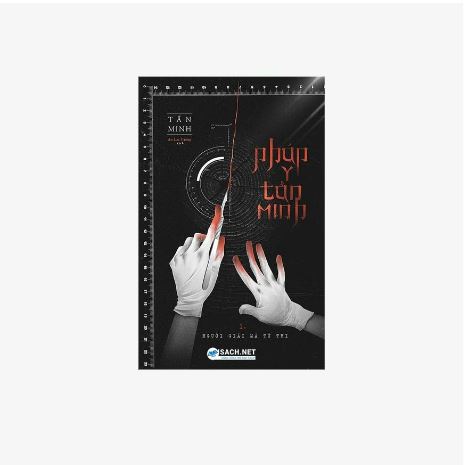 TẦN
MINH
Pháp
Y
Tần
Minh
1.
NGƯỜI GIẢI MÃ TỬ THI
SACH.NET